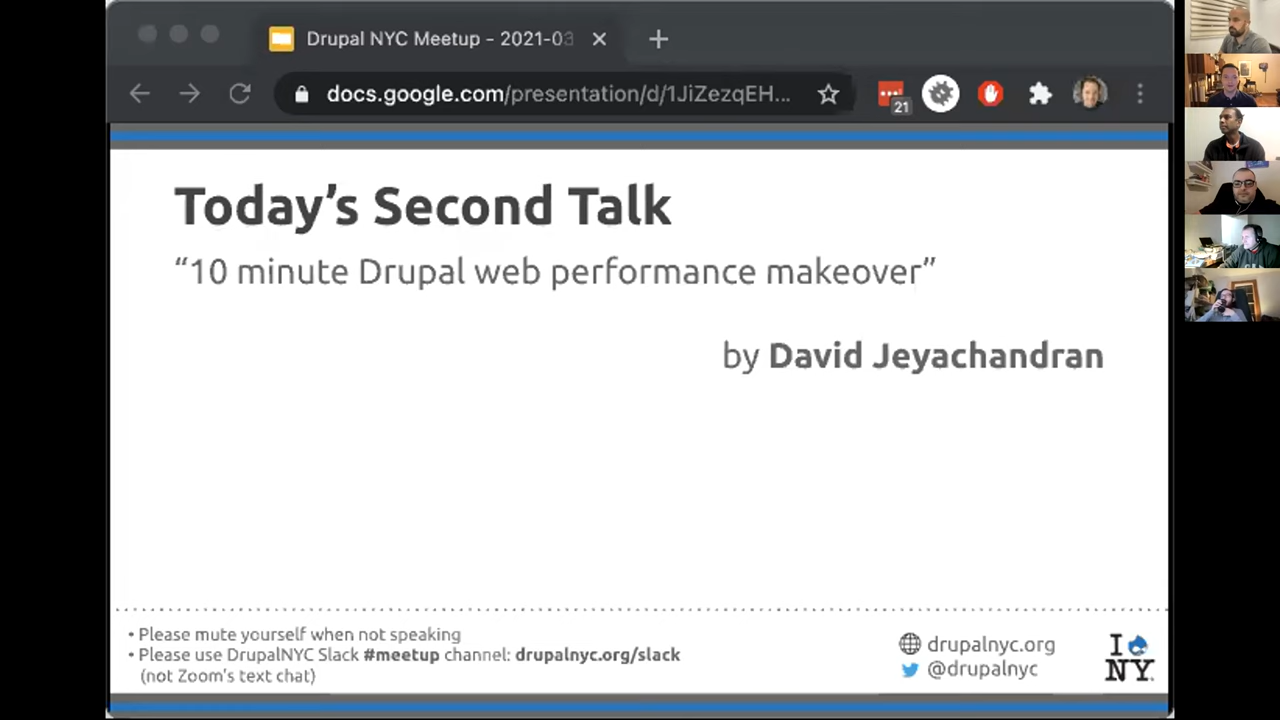 Drupal NYC Meetup - 2021-03
docs.google.com/presentation/d/1JiZezqEH...
21
Today's Second Talk
“10 minute Drupal web performance makeover”
by David Jeyachandran
• Please mute yourself when not speaking
• Please use DrupalNYC Slack #meetup channel: drupalnyc.org/slack
(not Zoom's text chat)
drupalnyc.org
@drupalnyc
I
NY